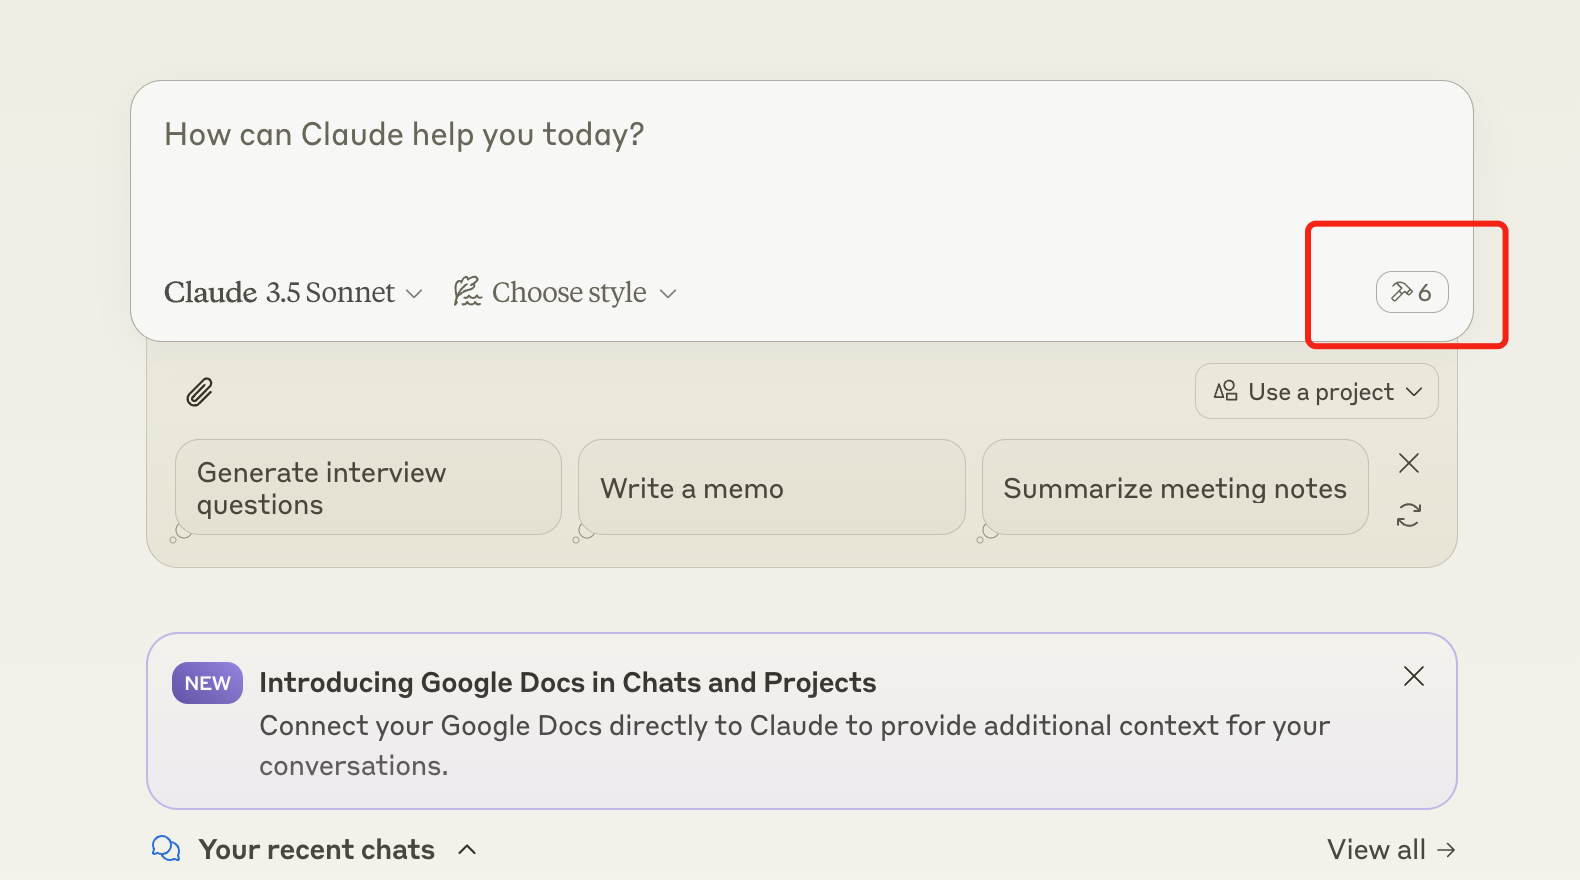 How can Claude help you today?
Claude 3.5 Sonnet
Choose style
6
Use a project
Generate interview
questions
Write a memo
Summarize meeting notes
NEW
Introducing Google Docs in Chats and Projects
Connect your Google Docs directly to Claude to provide additional context for your
conversations.
Your recent chats
View all